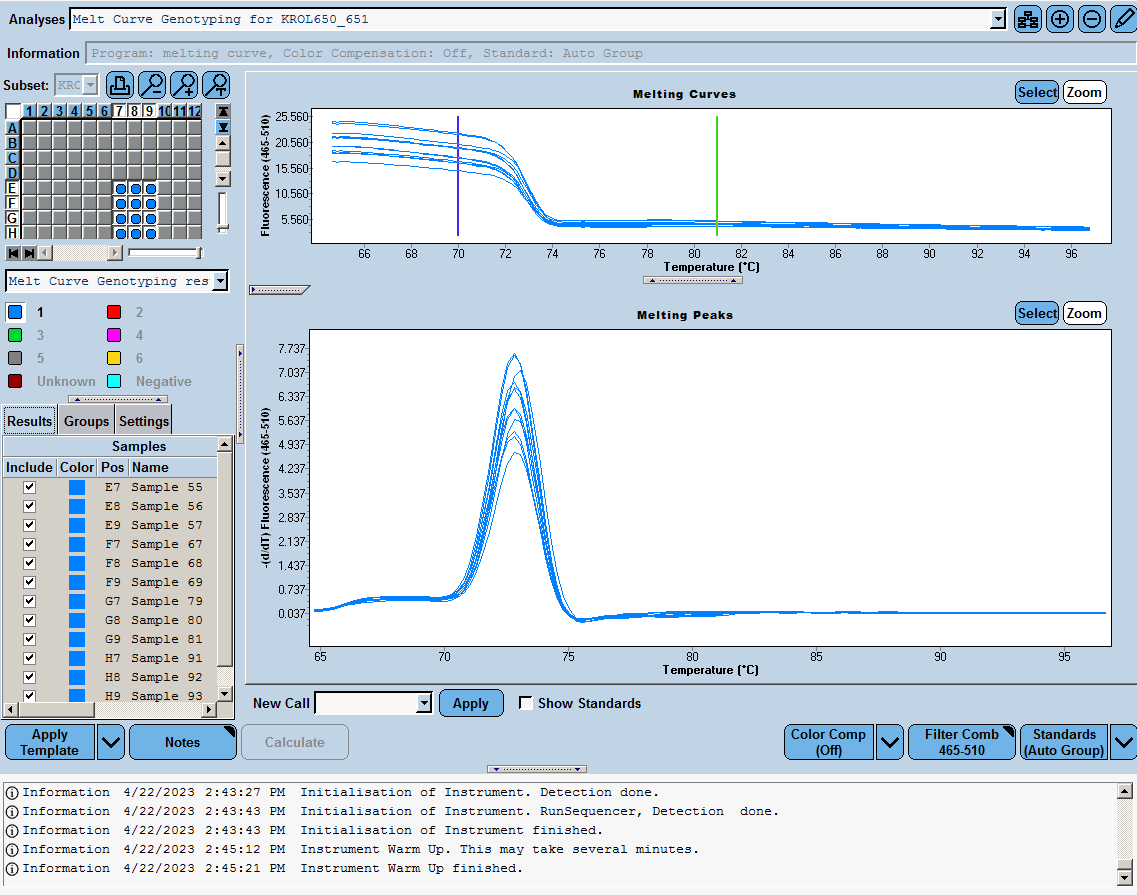 Analyses Melt Curve Genotyping for KROL650_651
Information Program: melting curve, Color Compensation: Off, Standard: Auto Group
Subset: KRC
1 2 3 4 5 6 7 8 9 10 11 12
A
B
C
D
E
F
G
H
Melt Curve Genotyping res
1 2
3 4
5 6
Unknown Negative
Results Groups Settings
Samples
Include Color Pos Name
E7 Sample 55
E8 Sample 56
E9 Sample 57
F7 Sample 67
F8 Sample 68
F9 Sample 69
G7 Sample 79
G8 Sample 80
G9 Sample 81
H7 Sample 91
H8 Sample 92
H9 Sample 93
Melting Curves
Select Zoom
Fluorescence (465-510)
25.560
20.560
15.560
10.560
5.560
66 68 70 72 74 76 78 80 82 84 86 88 90 92 94 96
Temperature (°C)
Melting Peaks
Select Zoom
-(d/dT) Fluorescence (465-510)
7.737
7.037
6.337
5.637
4.937
4.237
3.537
2.837
2.137
1.437
0.737
0.037
65 70 75 80 85 90 95
Temperature (°C)
New Call Apply Show Standards
Apply Template
Notes
Calculate
Color Comp (Off)
Filter Comb 465-510
Standards (Auto Group)
Information 4/22/2023 2:43:27 PM Initialisation of Instrument. Detection done.
Information 4/22/2023 2:43:43 PM Initialisation of Instrument. RunSequencer, Detection done.
Information 4/22/2023 2:43:43 PM Initialisation of Instrument finished.
Information 4/22/2023 2:45:12 PM Instrument Warm Up. This may take several minutes.
Information 4/22/2023 2:45:21 PM Instrument Warm Up finished.